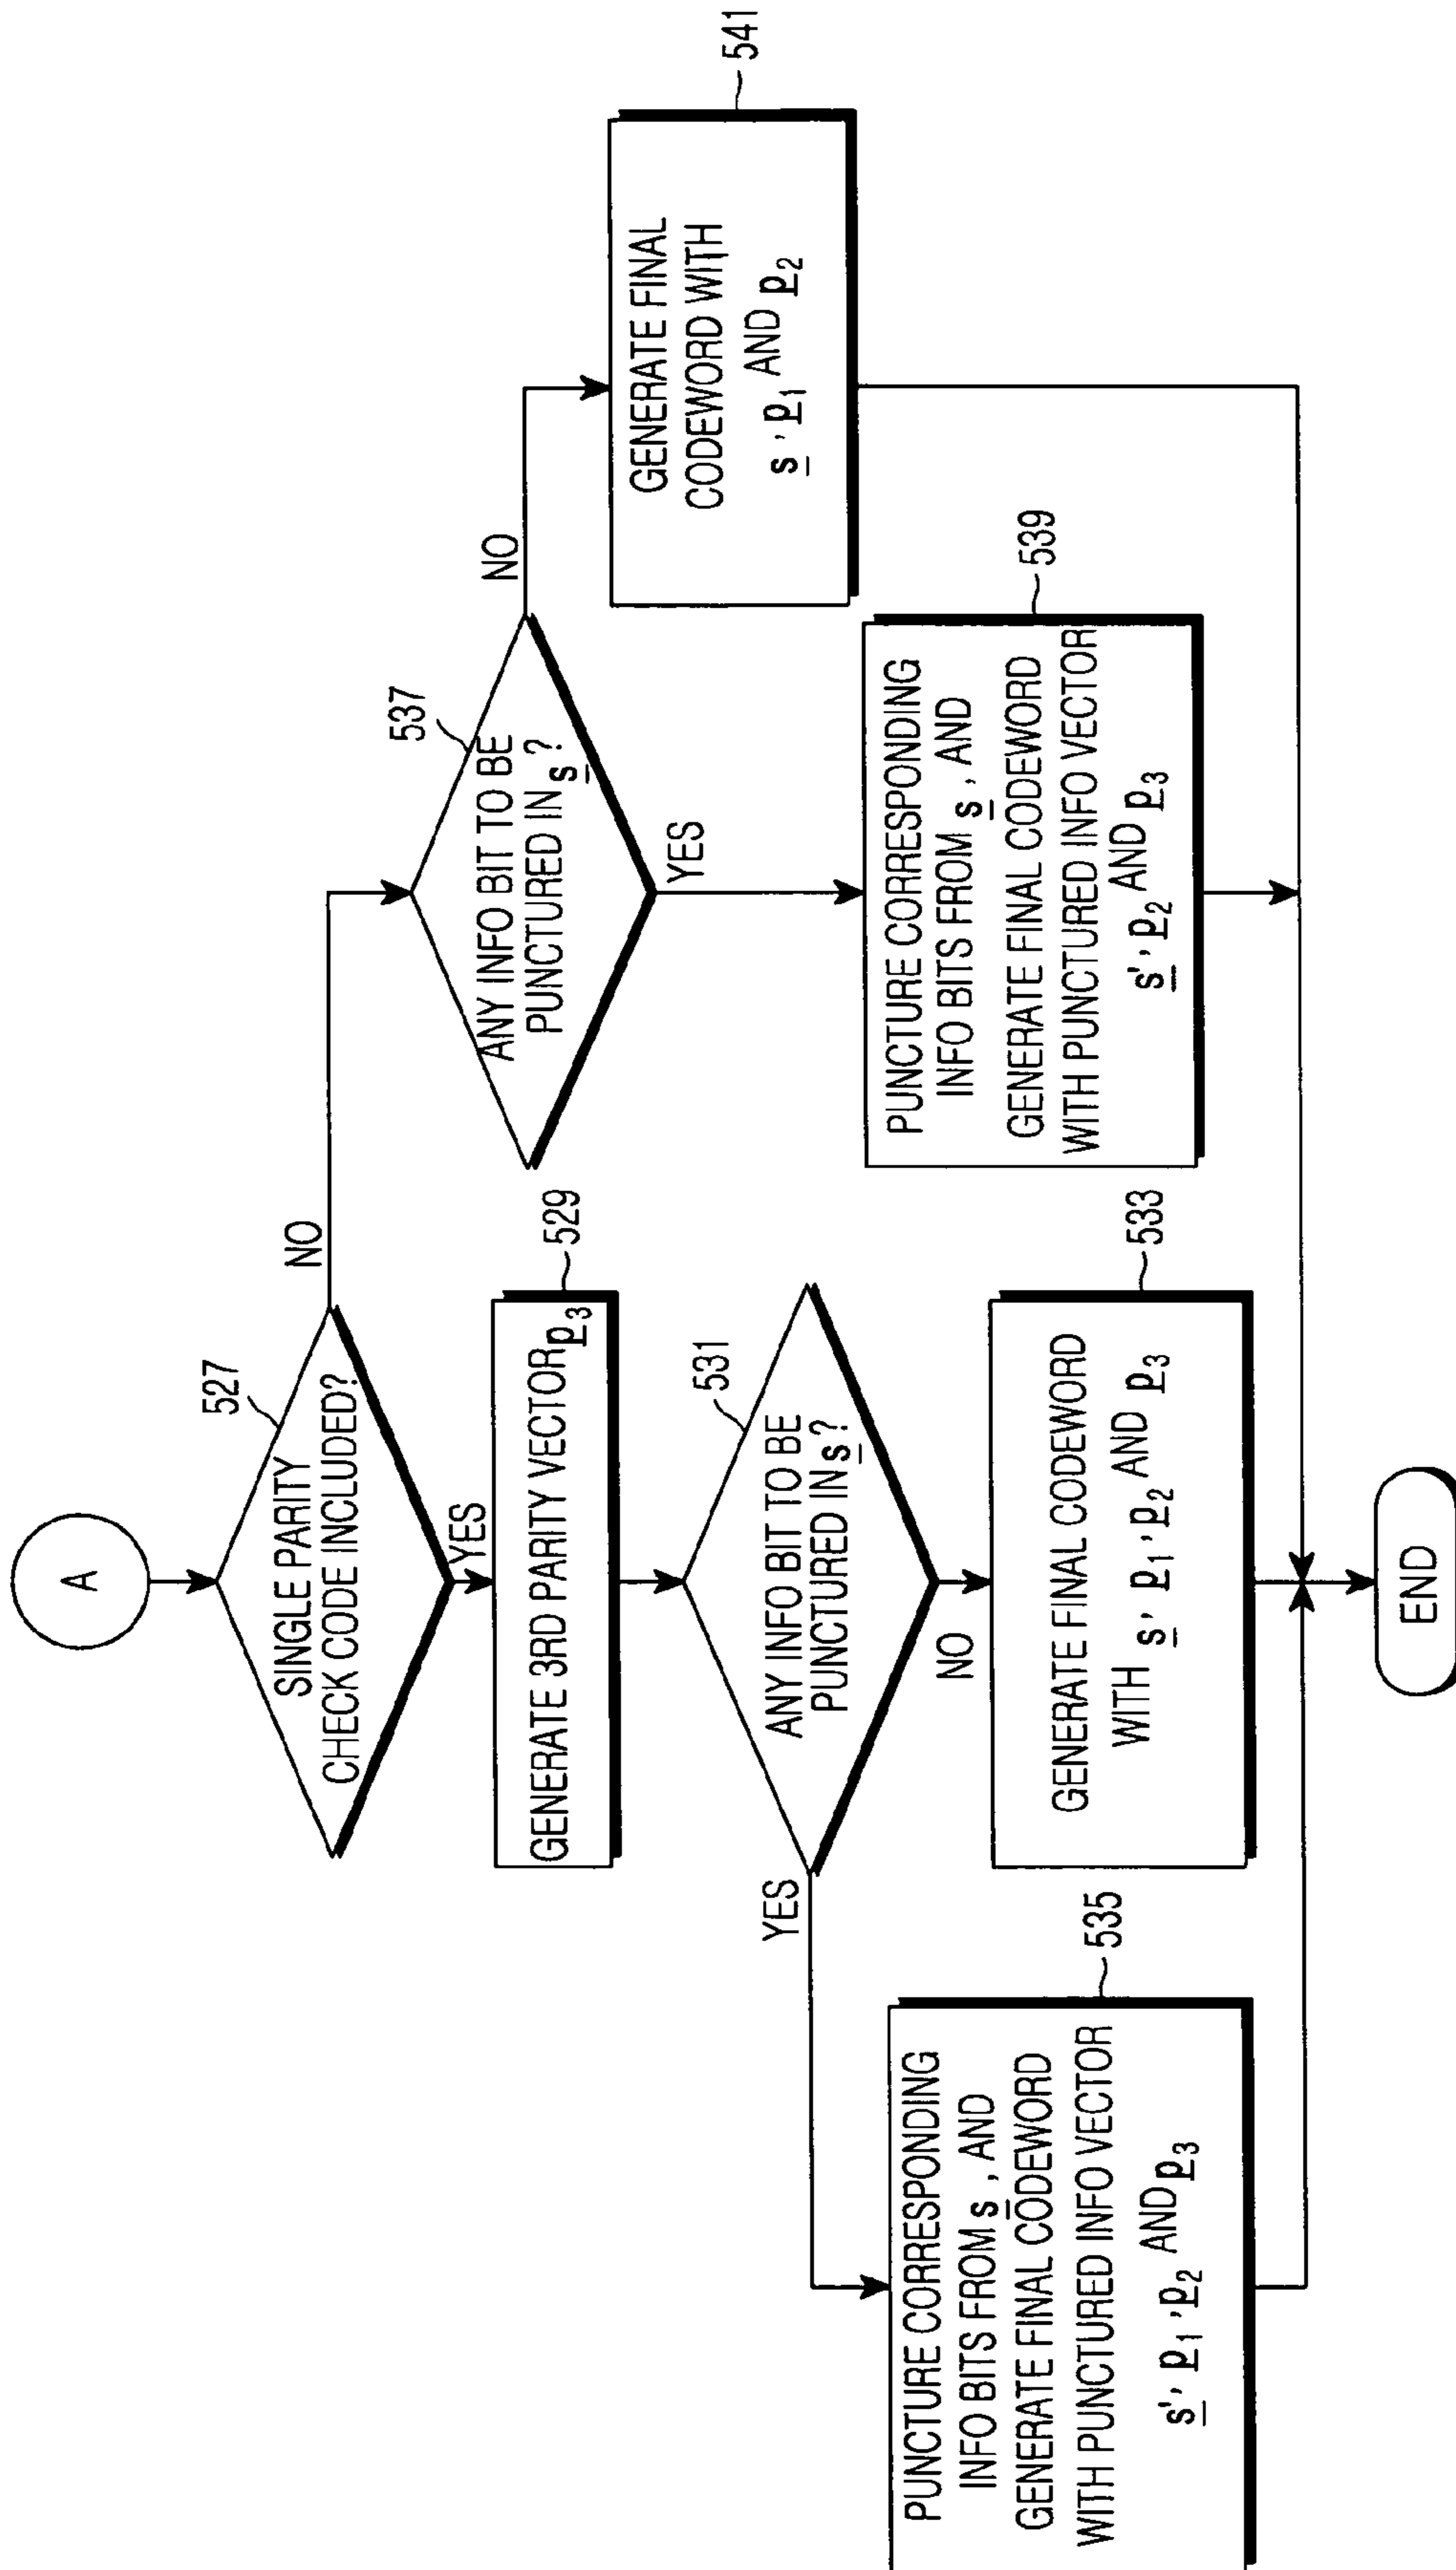 A
527
SINGLE PARITY
CHECK CODE INCLUDED?
NO
YES
529
GENERATE 3RD PARITY VECTOR p3
531
ANY INFO BIT TO BE
PUNCTURED IN s?
YES
NO
535
PUNCTURE CORRESPONDING
INFO BITS FROM s, AND
GENERATE FINAL CODEWORD
WITH PUNCTURED INFO VECTOR
s', p1, p2 AND p3
533
GENERATE FINAL CODEWORD
WITH s, p1, p2 AND p3
537
ANY INFO BIT TO BE
PUNCTURED IN s?
NO
YES
539
PUNCTURE CORRESPONDING
INFO BITS FROM s, AND
GENERATE FINAL CODEWORD
WITH PUNCTURED INFO VECTOR
s', p2 AND p3
541
GENERATE FINAL
CODEWORD WITH
s, p1 AND p2
END